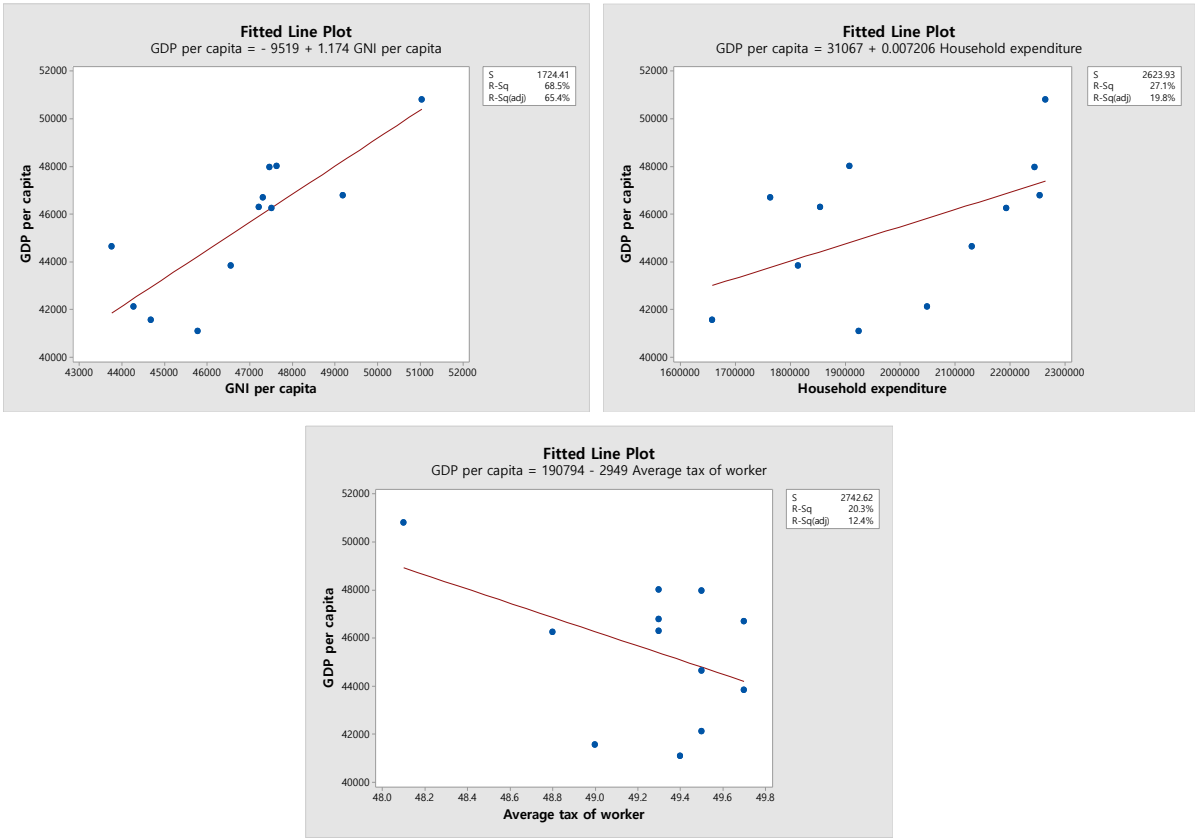 Fitted Line Plot
GDP per capita = - 9519 + 1.174 GNI per capita
S 1724.41
R-Sq 68.5%
R-Sq(adj) 65.4%
GDP per capita
52000
50000
48000
46000
44000
42000
40000
43000 44000 45000 46000 47000 48000 49000 50000 51000 52000
GNI per capita
Fitted Line Plot
GDP per capita = 31067 + 0.007206 Household expenditure
S 2623.93
R-Sq 27.1%
R-Sq(adj) 19.8%
GDP per capita
52000
50000
48000
46000
44000
42000
40000
1600000 1700000 1800000 1900000 2000000 2100000 2200000 2300000
Household expenditure
Fitted Line Plot
GDP per capita = 190794 - 2949 Average tax of worker
S 2742.62
R-Sq 20.3%
R-Sq(adj) 12.4%
GDP per capita
52000
50000
48000
46000
44000
42000
40000
48.0 48.2 48.4 48.6 48.8 49.0 49.2 49.4 49.6 49.8
Average tax of worker